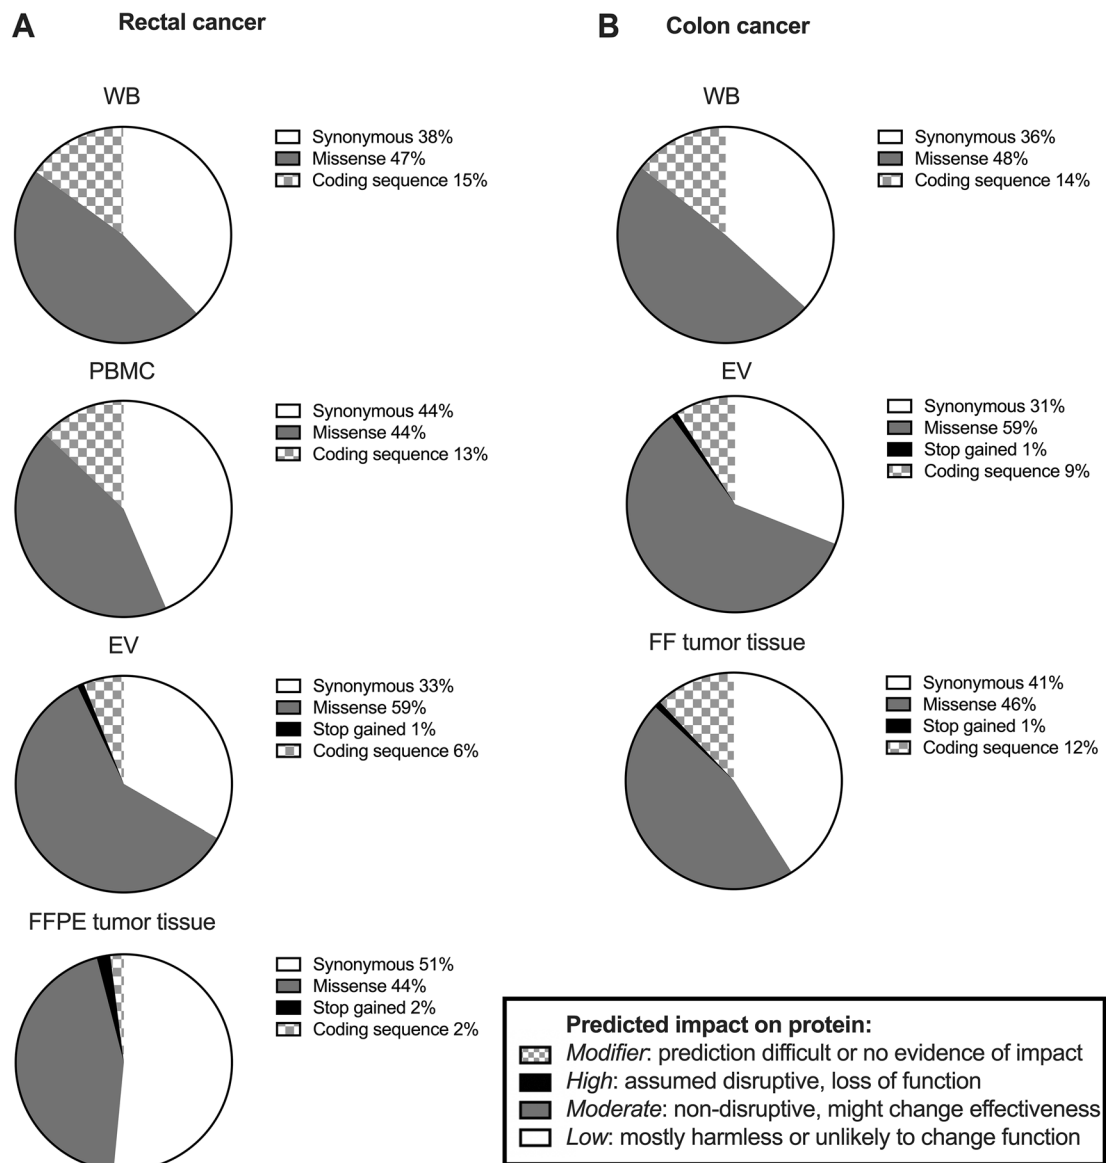 A
Rectal cancer
WB
Synonymous 38%
Missense 47%
Coding sequence 15%
PBMC
Synonymous 44%
Missense 44%
Coding sequence 13%
EV
Synonymous 33%
Missense 59%
Stop gained 1%
Coding sequence 6%
FFPE tumor tissue
Synonymous 51%
Missense 44%
Stop gained 2%
Coding sequence 2%
B
Colon cancer
WB
Synonymous 36%
Missense 48%
Coding sequence 14%
EV
Synonymous 31%
Missense 59%
Stop gained 1%
Coding sequence 9%
FF tumor tissue
Synonymous 41%
Missense 46%
Stop gained 1%
Coding sequence 12%
Predicted impact on protein:
Modifier: prediction difficult or no evidence of impact
High: assumed disruptive, loss of function
Moderate: non-disruptive, might change effectiveness
Low: mostly harmless or unlikely to change function